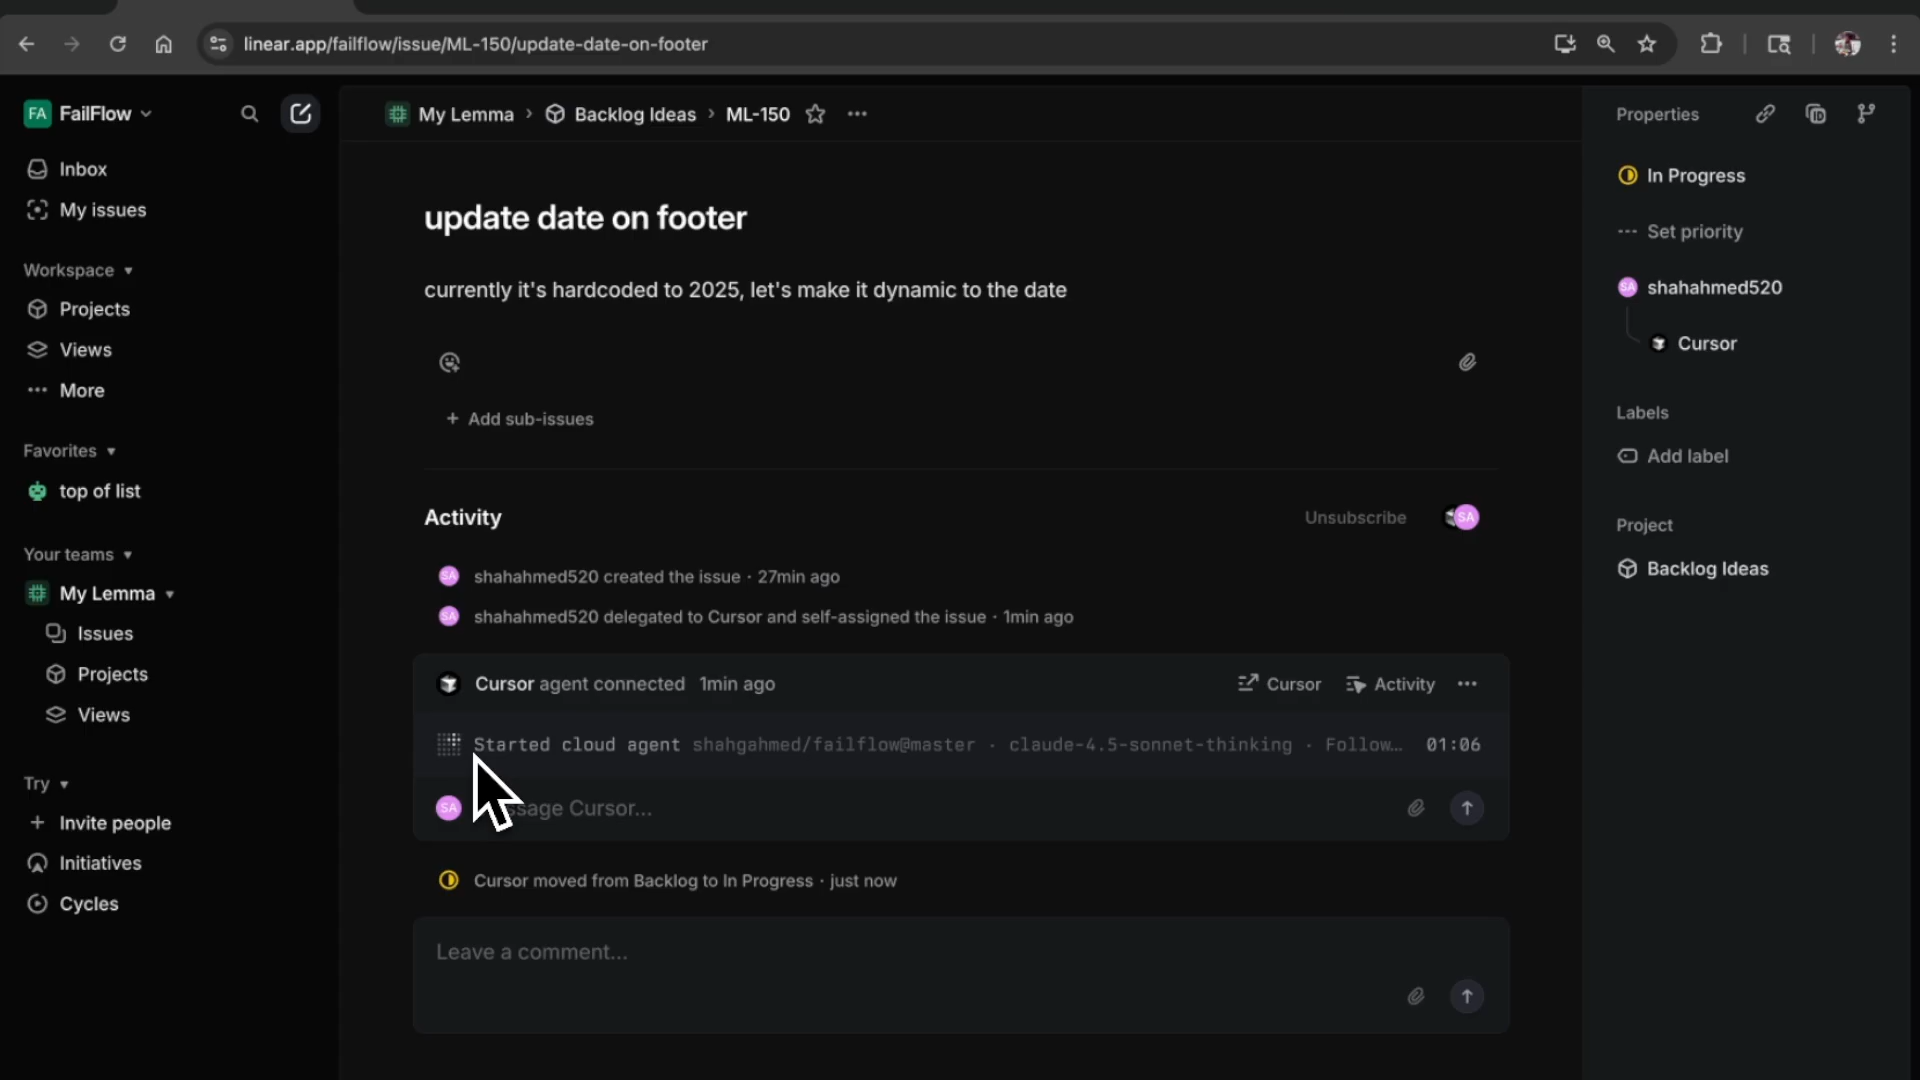 linear.app/failflow/issue/ML-150/update-date-on-footer
FA FailFlow
My Lemma › Backlog Ideas › ML-150
Properties
Inbox
My issues
Workspace
Projects
Views
More
Favorites
top of list
Your teams
My Lemma
Issues
Projects
Views
Try
Invite people
Initiatives
Cycles
update date on footer
currently it's hardcoded to 2025, let's make it dynamic to the date
+ Add sub-issues
Activity
Unsubscribe
SA
SA shahahmed520 created the issue · 27min ago
SA shahahmed520 delegated to Cursor and self-assigned the issue · 1min ago
Cursor agent connected 1min ago
Cursor
Activity
Started cloud agent shahgahmed/failflow@master · claude-4.5-sonnet-thinking · Follow… 01:06
SA Cursor...
Cursor moved from Backlog to In Progress · just now
Leave a comment...
In Progress
Set priority
SA shahahmed520
Cursor
Labels
Add label
Project
Backlog Ideas